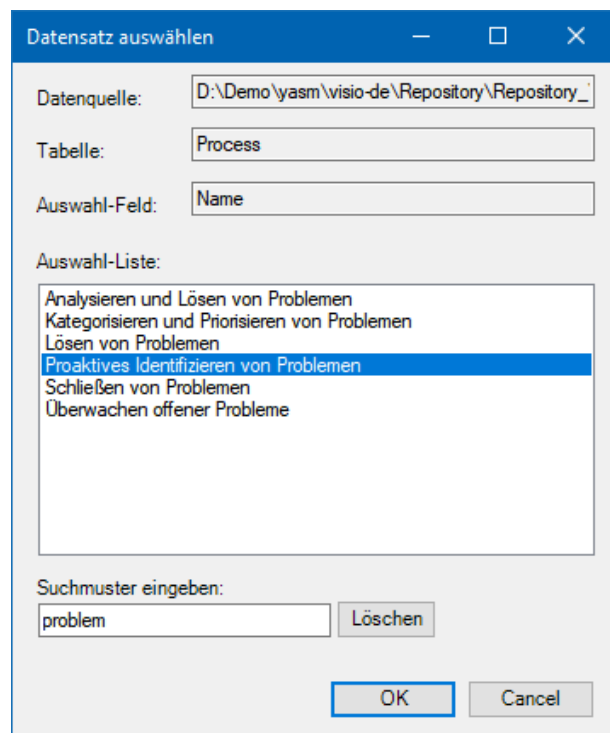 Datensatz auswählen
Datenquelle: D:\Demo\yasm\visio-de\Repository\Repository_
Tabelle: Process
Auswahl-Feld: Name
Auswahl-Liste:
Analysieren und Lösen von Problemen
Kategorisieren und Priorisieren von Problemen
Lösen von Problemen
Proaktives Identifizieren von Problemen
Schließen von Problemen
Überwachen offener Probleme
Suchmuster eingeben:
problem Löschen
OK Cancel